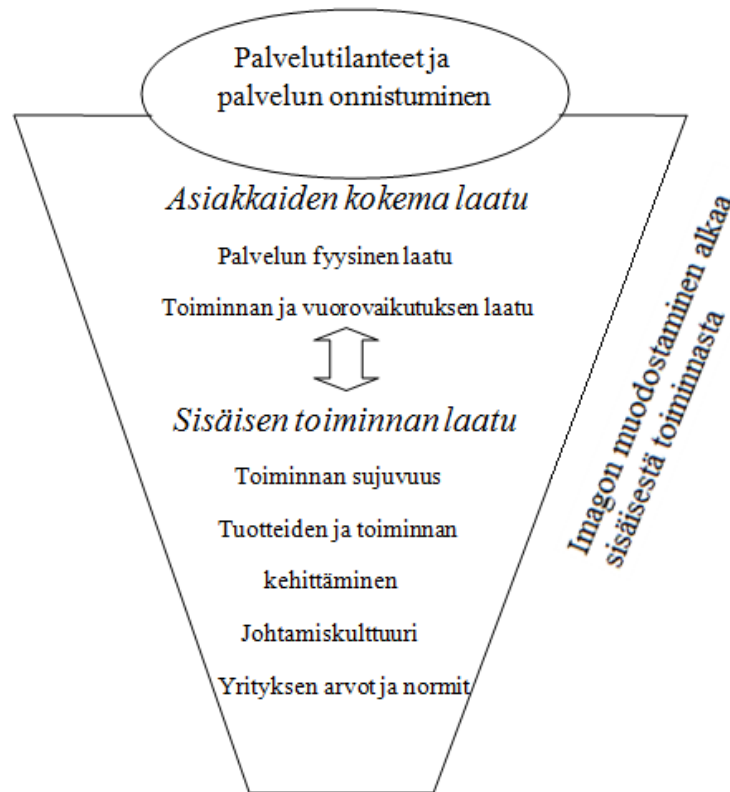 Palvelutilanteet ja
palvelun onnistuminen
Asiakkaiden kokema laatu
Palvelun fyysinen laatu
Toiminnan ja vuorovaikutuksen laatu
Sisäisen toiminnan laatu
Toiminnan sujuvuus
Tuotteiden ja toiminnan
kehittäminen
Johtamiskulttuuri
Yrityksen arvot ja normit
Imagon muodostaminen alkaa
sisäisestä toiminnasta